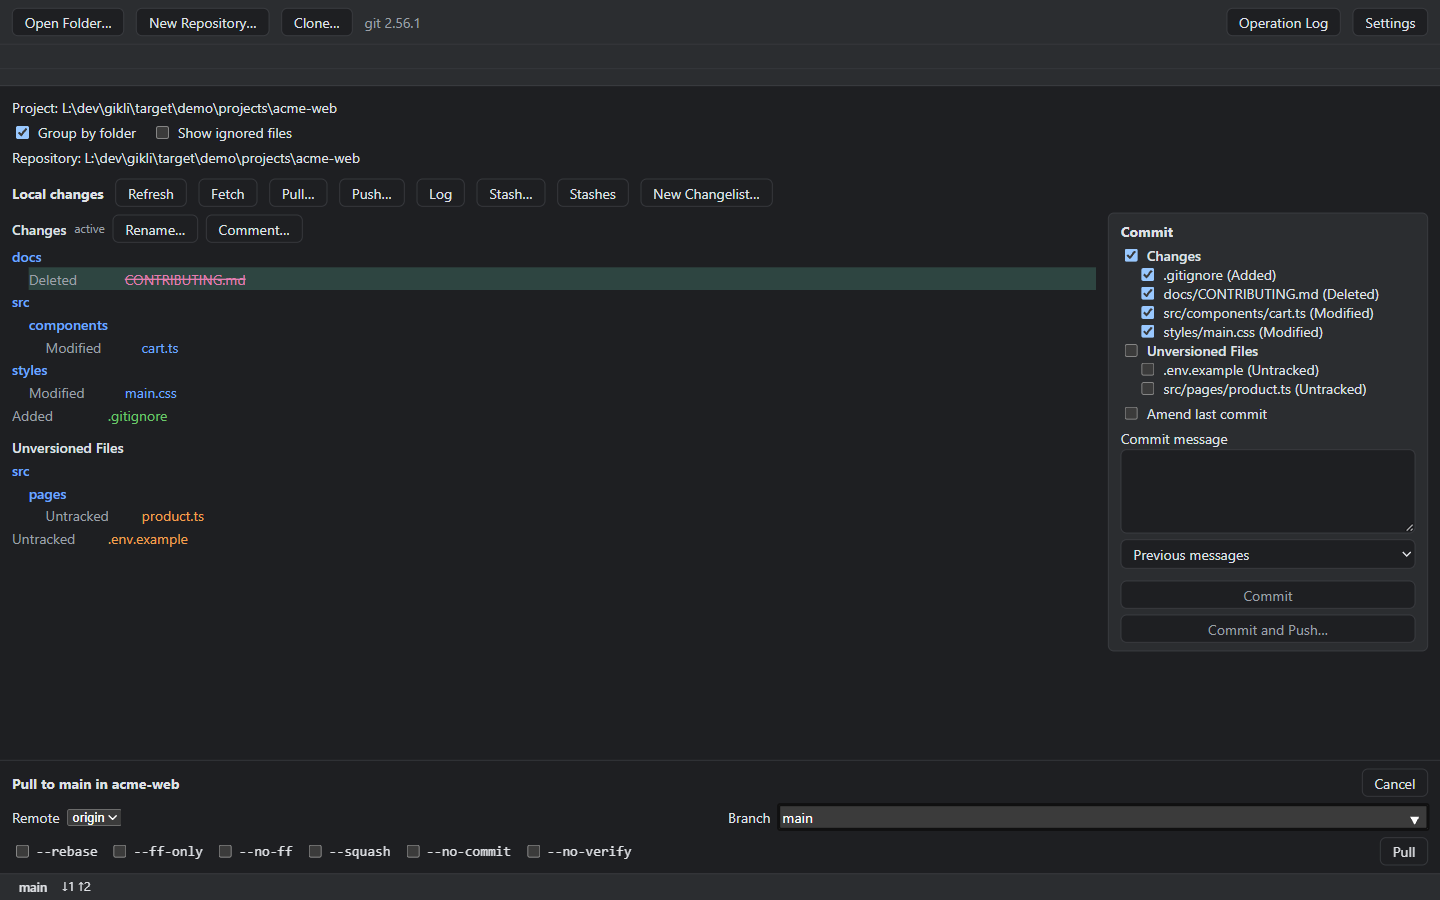 Open Folder... New Repository... Clone... git 2.56.1 Operation Log Settings
Project: L:\dev\gikli\target\demo\projects\acme-web
Group by folder Show ignored files
Repository: L:\dev\gikli\target\demo\projects\acme-web
Local changes Refresh Fetch Pull... Push... Log Stash... Stashes New Changelist...
Changes active Rename... Comment...
docs
Deleted CONTRIBUTING.md
src
components
Modified cart.ts
styles
Modified main.css
Added .gitignore
Unversioned Files
src
pages
Untracked product.ts
Untracked .env.example
Commit
Changes
.gitignore (Added)
docs/CONTRIBUTING.md (Deleted)
src/components/cart.ts (Modified)
styles/main.css (Modified)
Unversioned Files
.env.example (Untracked)
src/pages/product.ts (Untracked)
Amend last commit
Commit message
Previous messages
Commit
Commit and Push...
Pull to main in acme-web Cancel
Remote origin Branch main
--rebase --ff-only --no-ff --squash --no-commit --no-verify Pull
main ↓1 ↑2